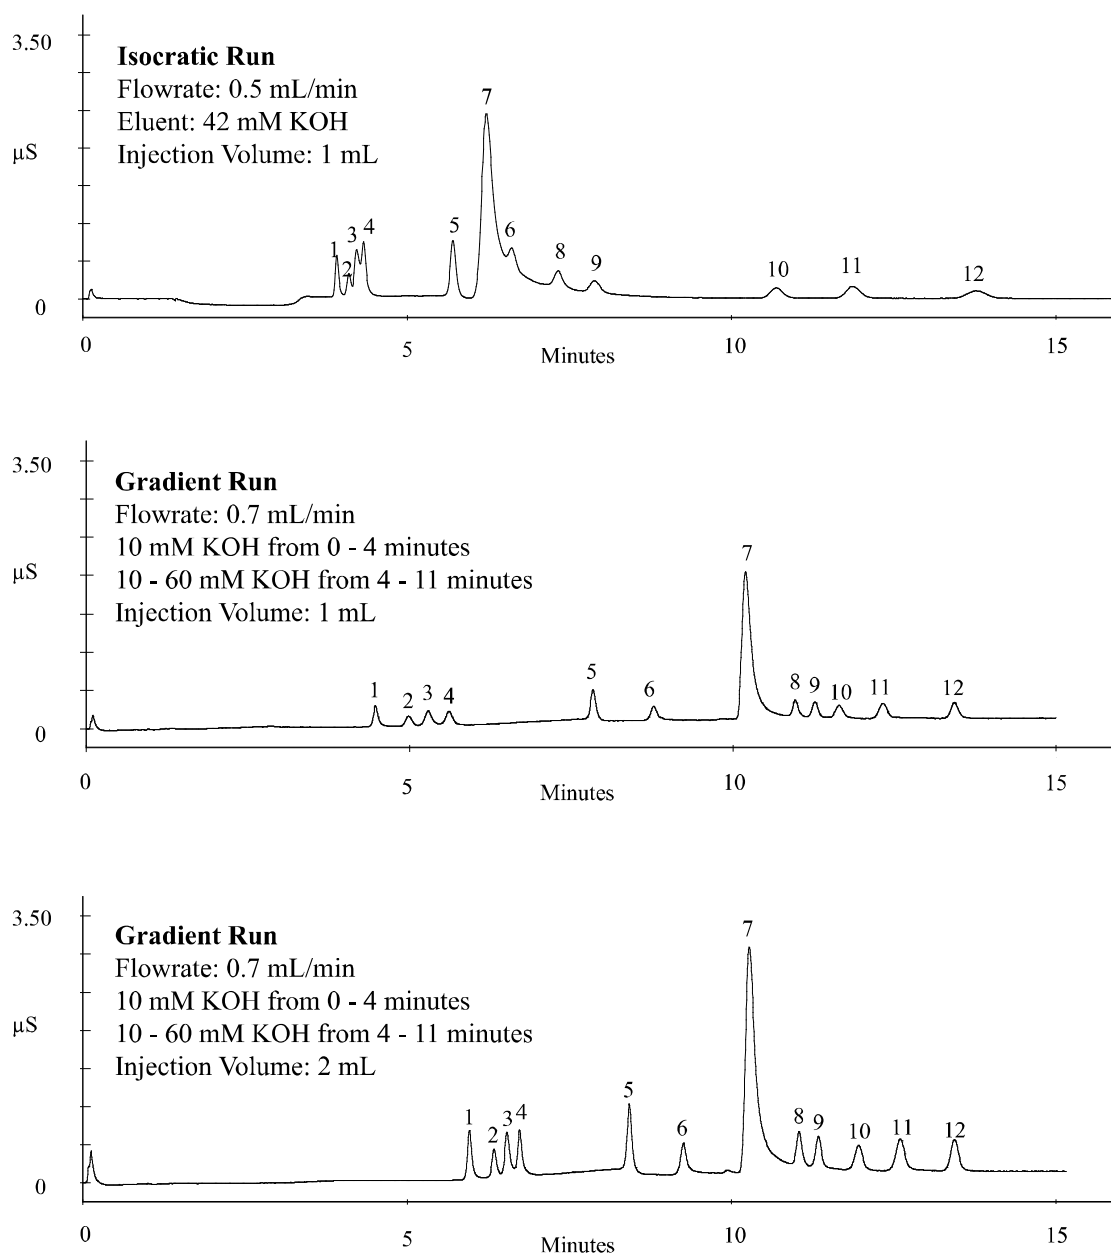 3.50
Isocratic Run
Flowrate: 0.5 mL/min
Eluent: 42 mM KOH
Injection Volume: 1 mL
µS
7
1
2
3
4
5
6
8
9
10
11
12
0
0
5
Minutes
10
15
3.50
Gradient Run
Flowrate: 0.7 mL/min
10 mM KOH from 0 - 4 minutes
10 - 60 mM KOH from 4 - 11 minutes
Injection Volume: 1 mL
µS
1
2
3
4
5
6
7
8
9
10
11
12
0
0
5
Minutes
10
15
3.50
Gradient Run
Flowrate: 0.7 mL/min
10 mM KOH from 0 - 4 minutes
10 - 60 mM KOH from 4 - 11 minutes
Injection Volume: 2 mL
µS
1
2
3
4
5
6
7
8
9
10
11
12
0
0
5
Minutes
10
15